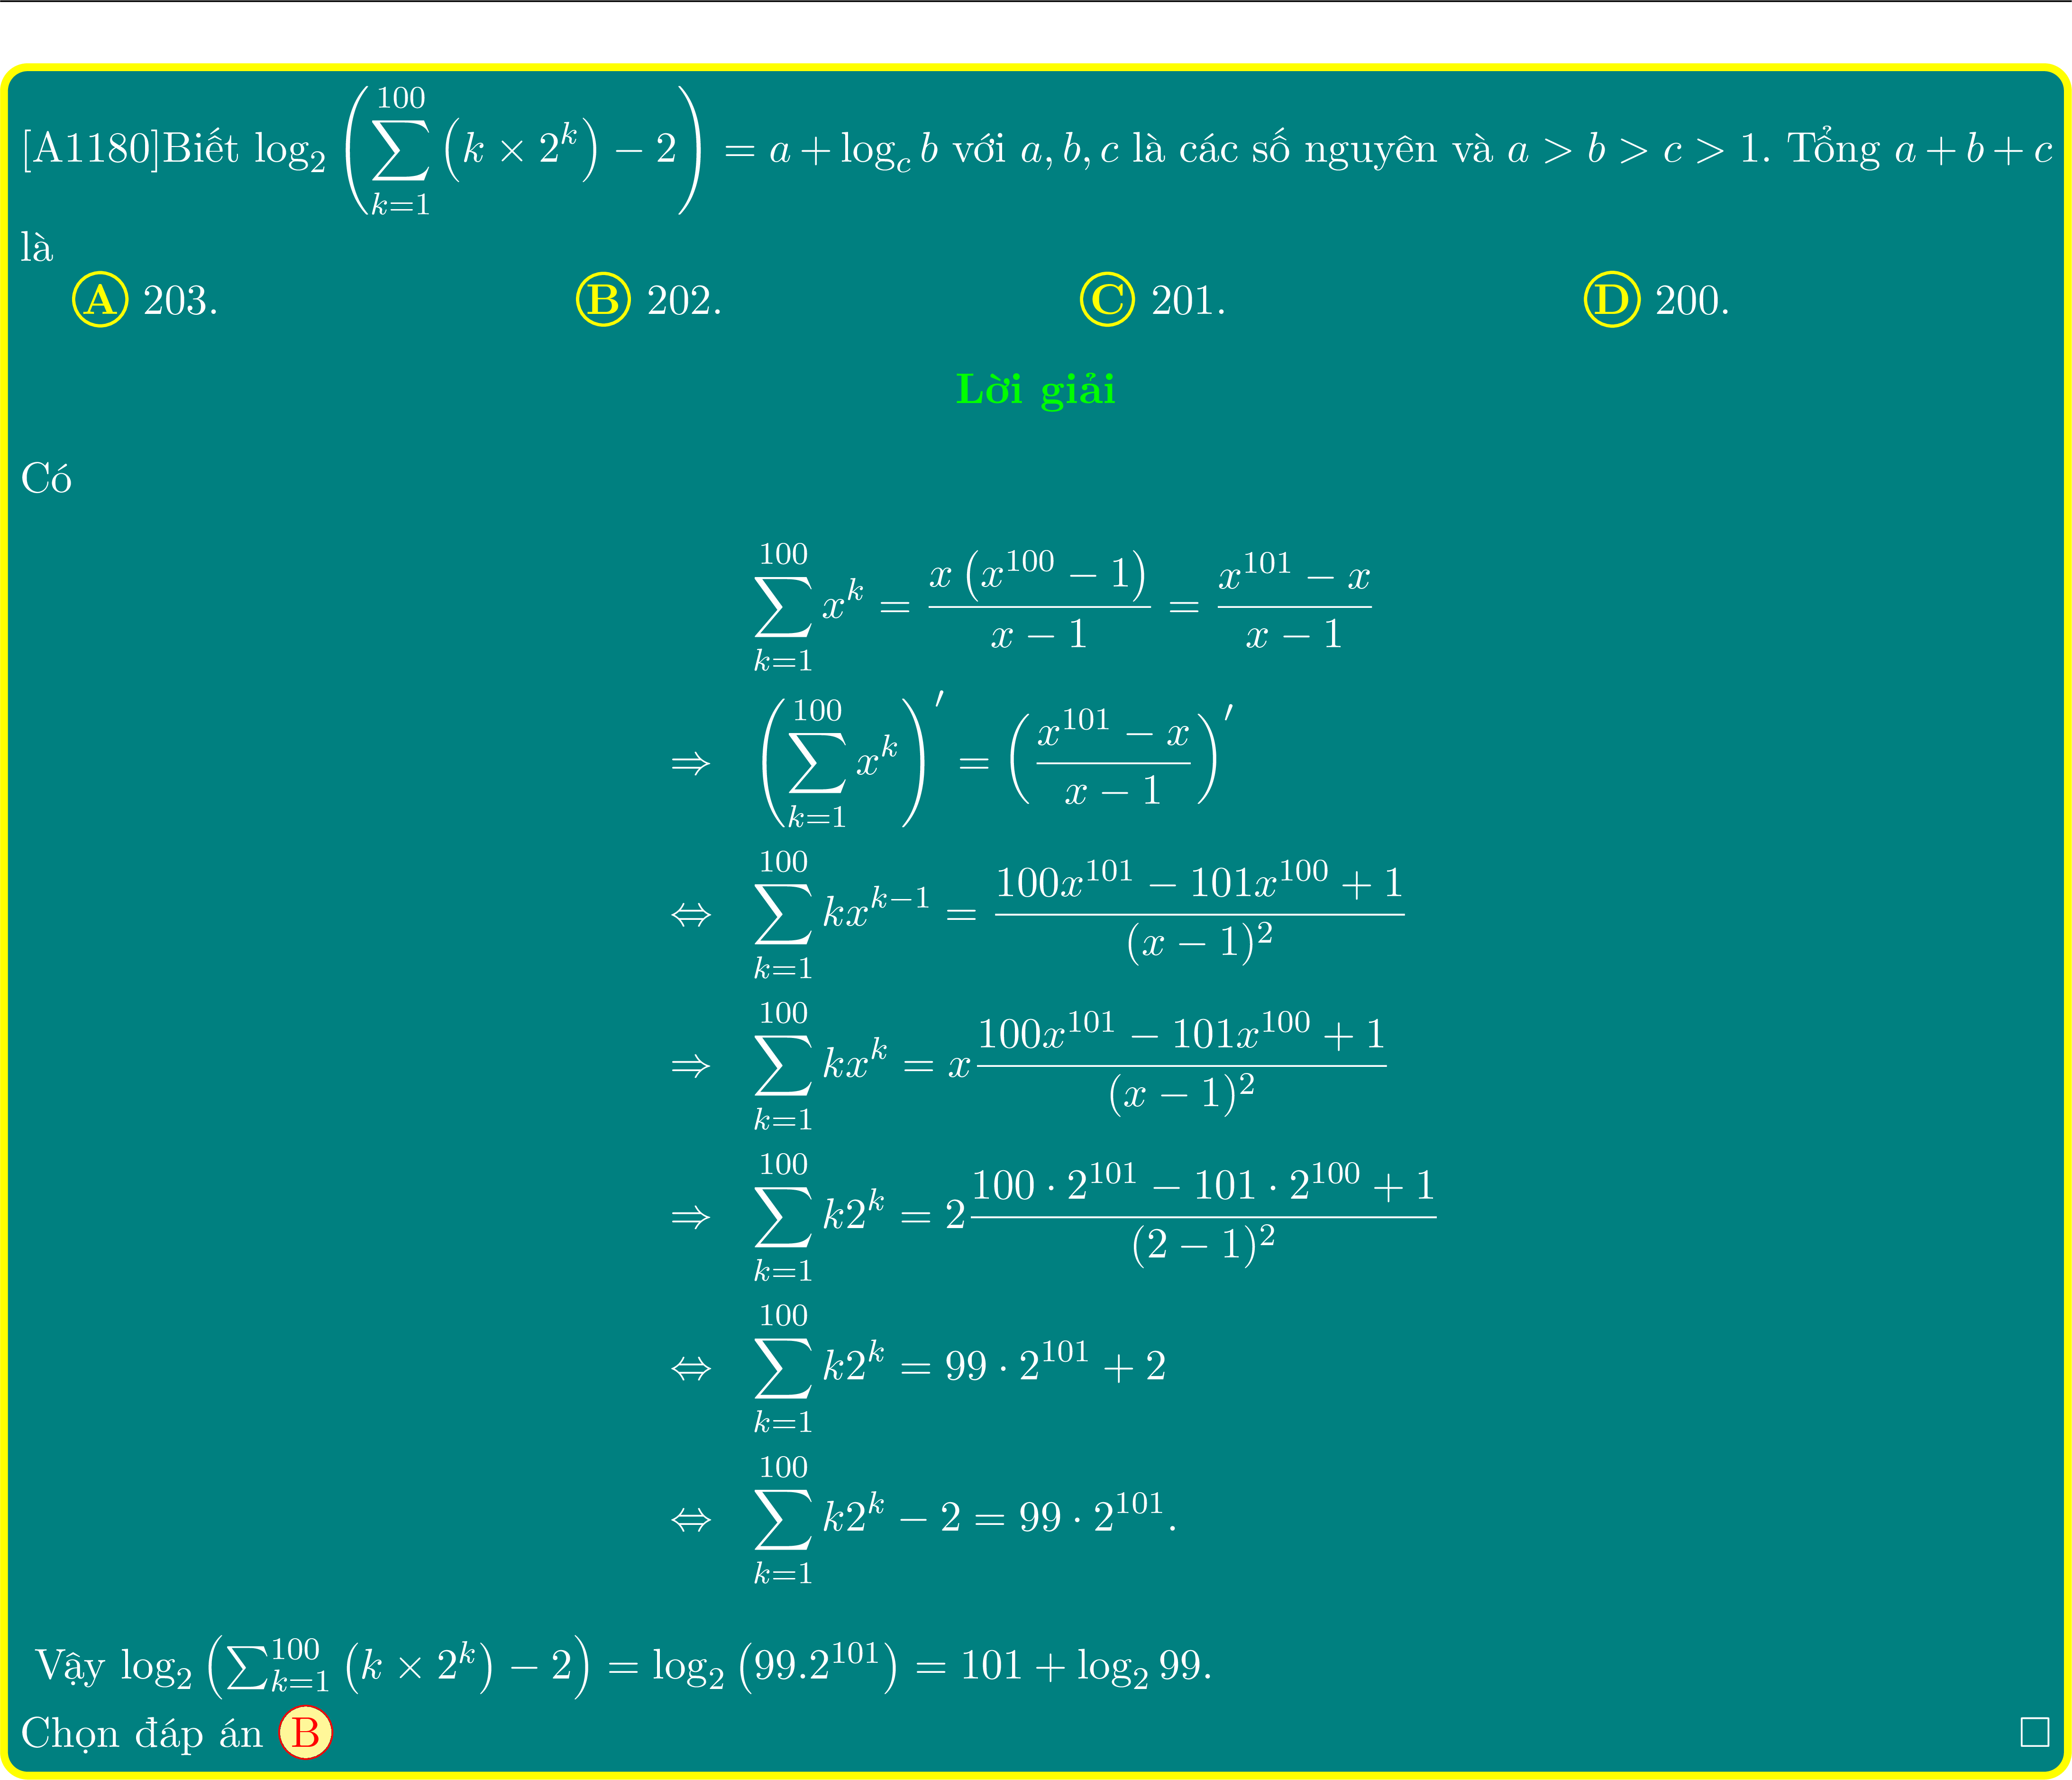 [A1180]Biết $\log_2 \left( \sum_{k=1}^{100} \left( k \times 2^k \right) - 2 \right) = a + \log_c b$ với $a, b, c$ là các số nguyên và $a > b > c > 1$. Tổng $a + b + c$
là
A 203. B 202. C 201. D 200.
Lời giải
Có
$\sum_{k=1}^{100} x^k = \frac{x \left( x^{100} - 1 \right)}{x - 1} = \frac{x^{101} - x}{x - 1}$
$\Rightarrow \left( \sum_{k=1}^{100} x^k \right)' = \left( \frac{x^{101} - x}{x - 1} \right)'$
$\Leftrightarrow \sum_{k=1}^{100} kx^{k-1} = \frac{100x^{101} - 101x^{100} + 1}{(x - 1)^2}$
$\Rightarrow \sum_{k=1}^{100} kx^k = x \frac{100x^{101} - 101x^{100} + 1}{(x - 1)^2}$
$\Rightarrow \sum_{k=1}^{100} k2^k = 2 \frac{100 \cdot 2^{101} - 101 \cdot 2^{100} + 1}{(2 - 1)^2}$
$\Leftrightarrow \sum_{k=1}^{100} k2^k = 99 \cdot 2^{101} + 2$
$\Leftrightarrow \sum_{k=1}^{100} k2^k - 2 = 99 \cdot 2^{101}.$
Vậy $\log_2 \left( \sum_{k=1}^{100} \left( k \times 2^k \right) - 2 \right) = \log_2 \left( 99.2^{101} \right) = 101 + \log_2 99.$
Chọn đáp án B □